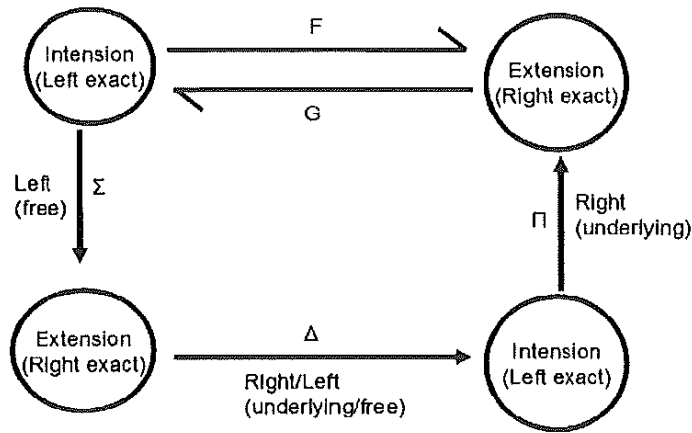 F
Intension
(Left exact)
Extension
(Right exact)
G
Left
(free)
Σ
Π
Right
(underlying)
Extension
(Right exact)
Δ
Right/Left
(underlying/free)
Intension
(Left exact)